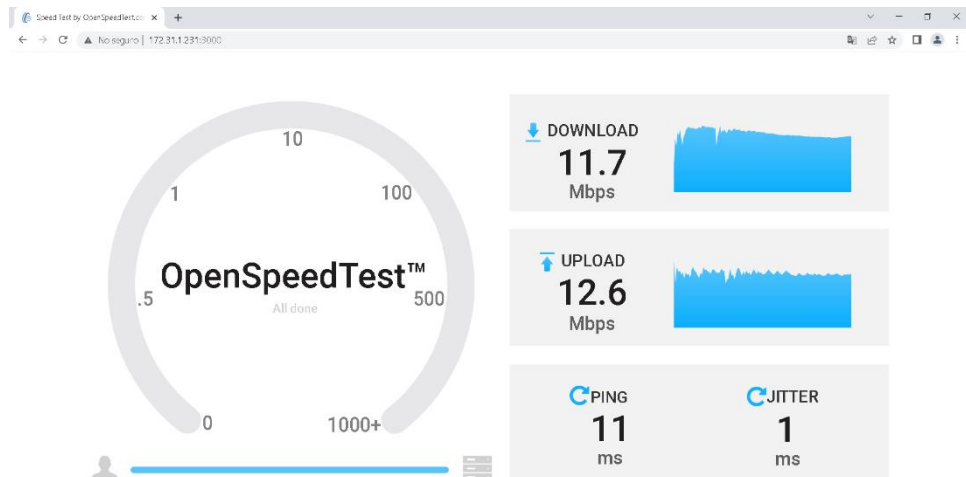 Speed Test by OpenSpeedTest.co
No seguro | 172.31.1.231:3000
10
1
100
.5
500
0
1000+
OpenSpeedTest™
All done
DOWNLOAD
11.7
Mbps
UPLOAD
12.6
Mbps
PING
11
ms
JITTER
1
ms